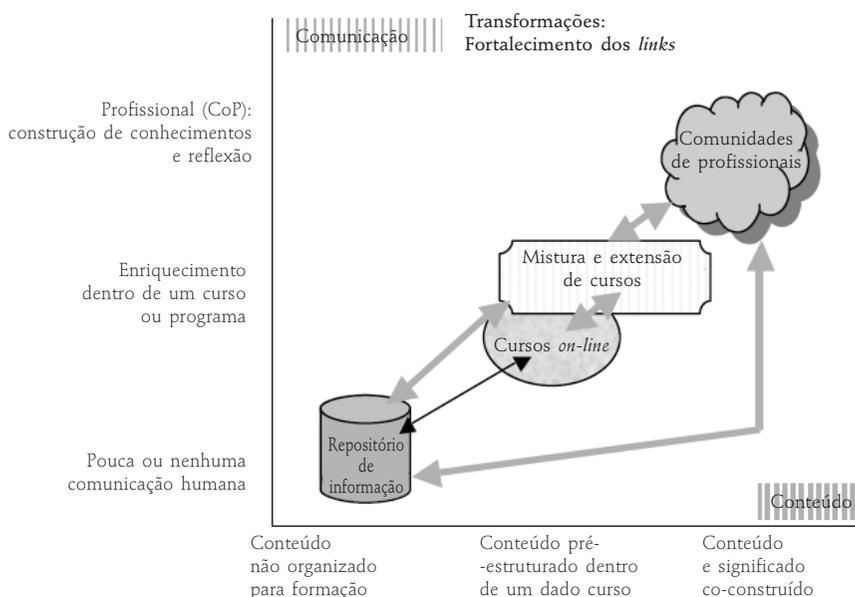 Comunicação
Transformações:
Fortalecimento dos links
Profissional (CoP):
construção de conhecimentos
e reflexão
Comunidades
de profissionais
Enriquecimento
dentro de um curso
ou programa
Mistura e extensão
de cursos
Cursos on-line
Pouca ou nenhuma
comunicação humana
Repositório
de
informação
Conteúdo
Conteúdo
não organizado
para formação
Conteúdo pré-
-estruturado dentro
de um dado curso
Conteúdo
e significado
co-construído